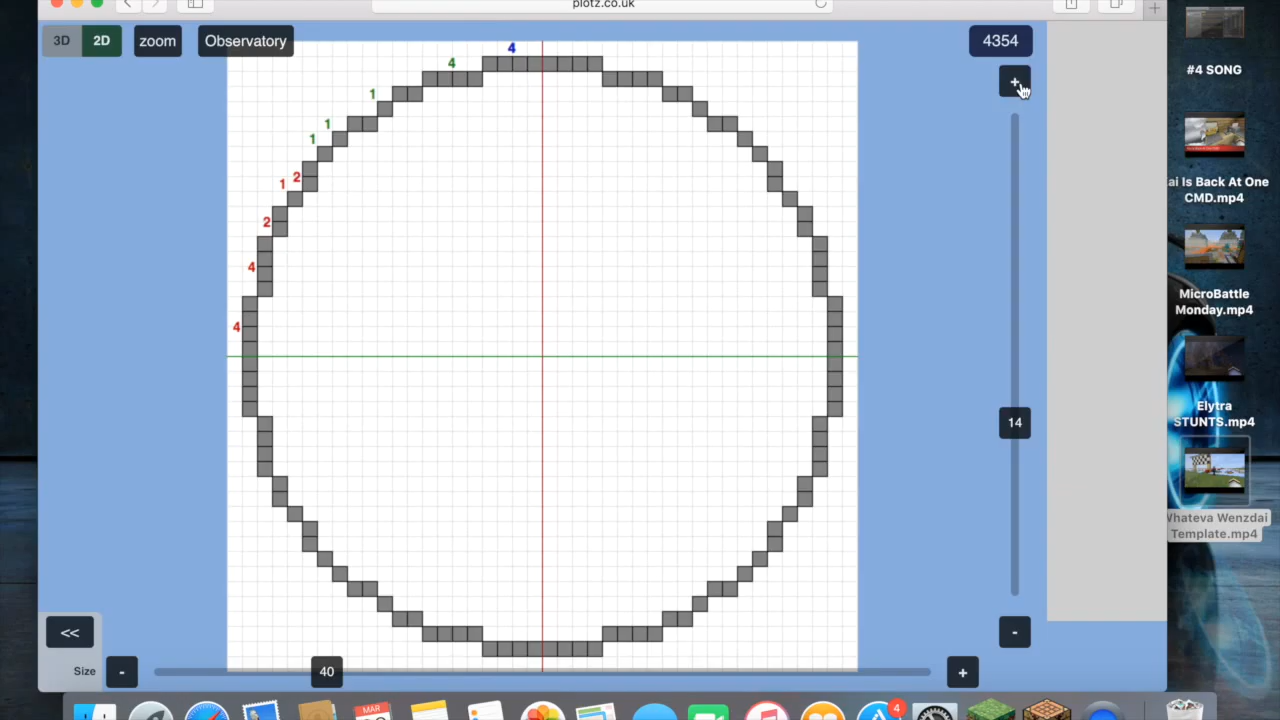 plotz.co.uk
3D
2D
zoom
Observatory
4354
+
4
4
1
1
1
2
1
2
4
4
14
-
<<
Size
-
40
+
#4 SONG
ai Is Back At One
CMD.mp4
MicroBattle
Monday.mp4
Elytra
STUNTS.mp4
Whateva Wenzdai
Template.mp4
MAR
4